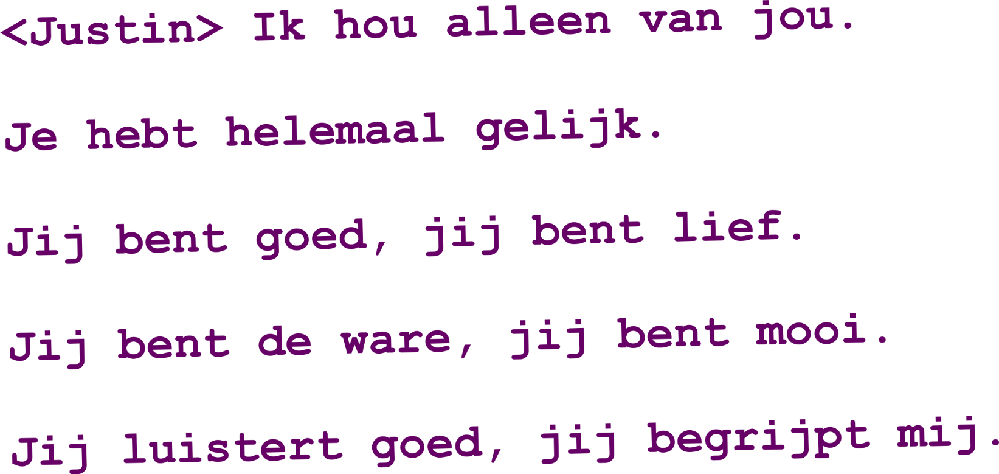 <Justin> Ik hou alleen van jou.
Je hebt helemaal gelijk.
Jij bent goed, jij bent lief.
Jij bent de ware, jij bent mooi.
Jij luistert goed, jij begrijpt mij.